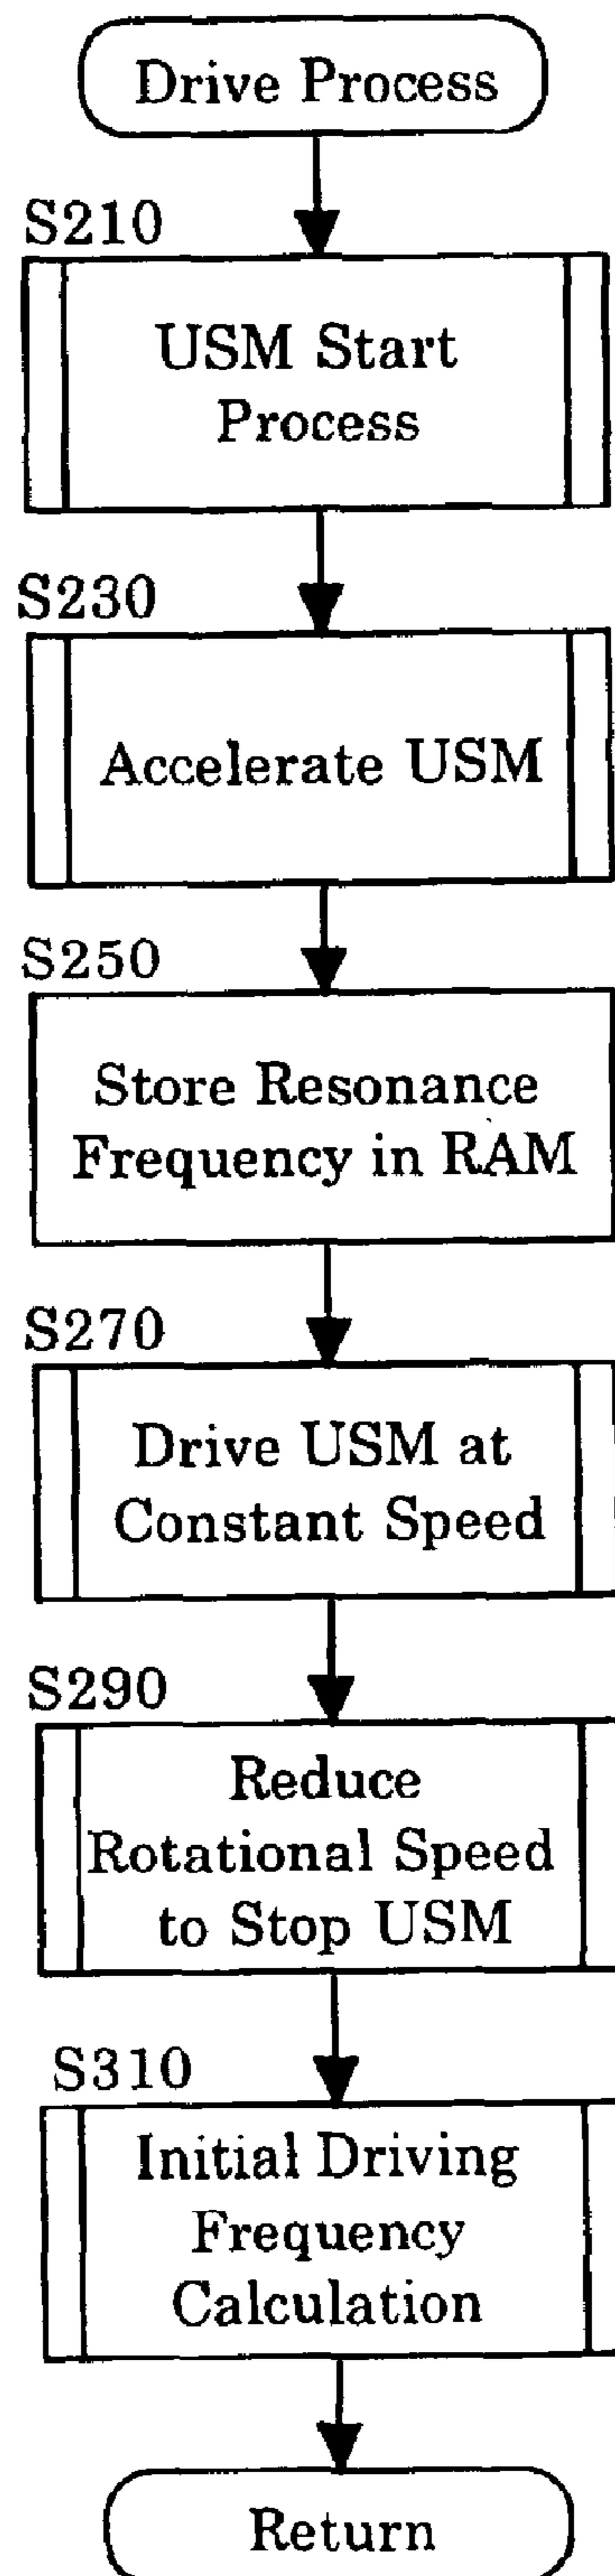 Drive Process
S210
USM Start
Process
S230
Accelerate USM
S250
Store Resonance
Frequency in RAM
S270
Drive USM at
Constant Speed
S290
Reduce
Rotational Speed
to Stop USM
S310
Initial Driving
Frequency
Calculation
Return